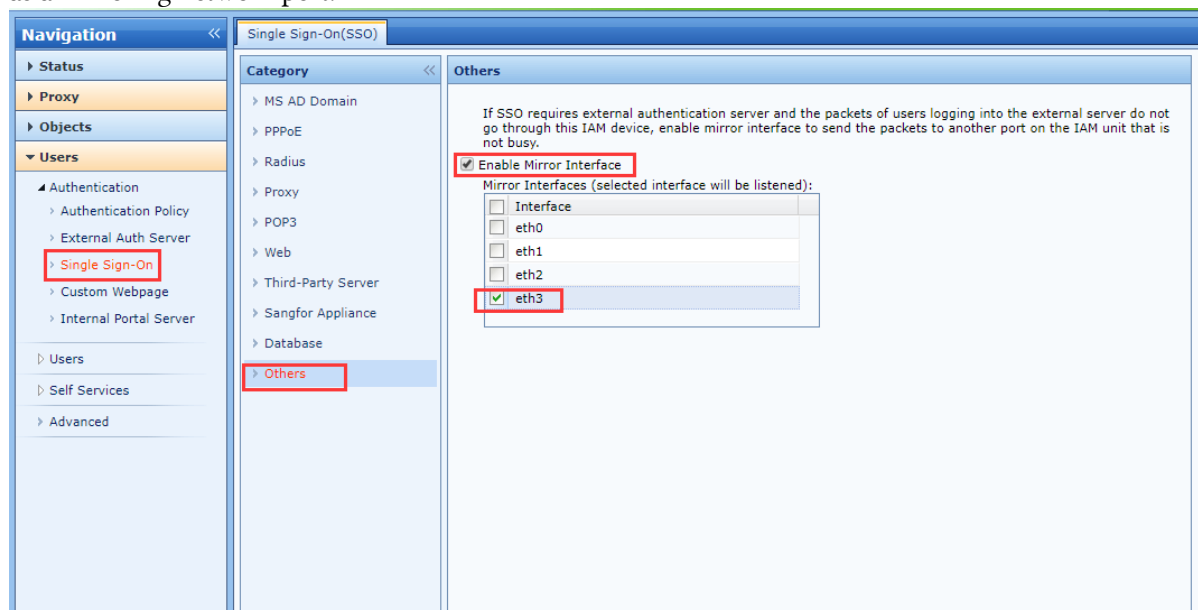 Navigation
Status
Proxy
Objects
Users
Authentication
Authentication Policy
External Auth Server
Single Sign-On
Custom Webpage
Internal Portal Server
Users
Self Services
Advanced
Single Sign-On(SSO)
Category
MS AD Domain
PPPoE
Radius
Proxy
POP3
Web
Third-Party Server
Sangfor Appliance
Database
Others
Others
If SSO requires external authentication server and the packets of users logging into the external server do not
go through this IAM device, enable mirror interface to send the packets to another port on the IAM unit that is
not busy.
Enable Mirror Interface
Mirror Interfaces (selected interface will be listened):
Interface
eth0
eth1
eth2
eth3